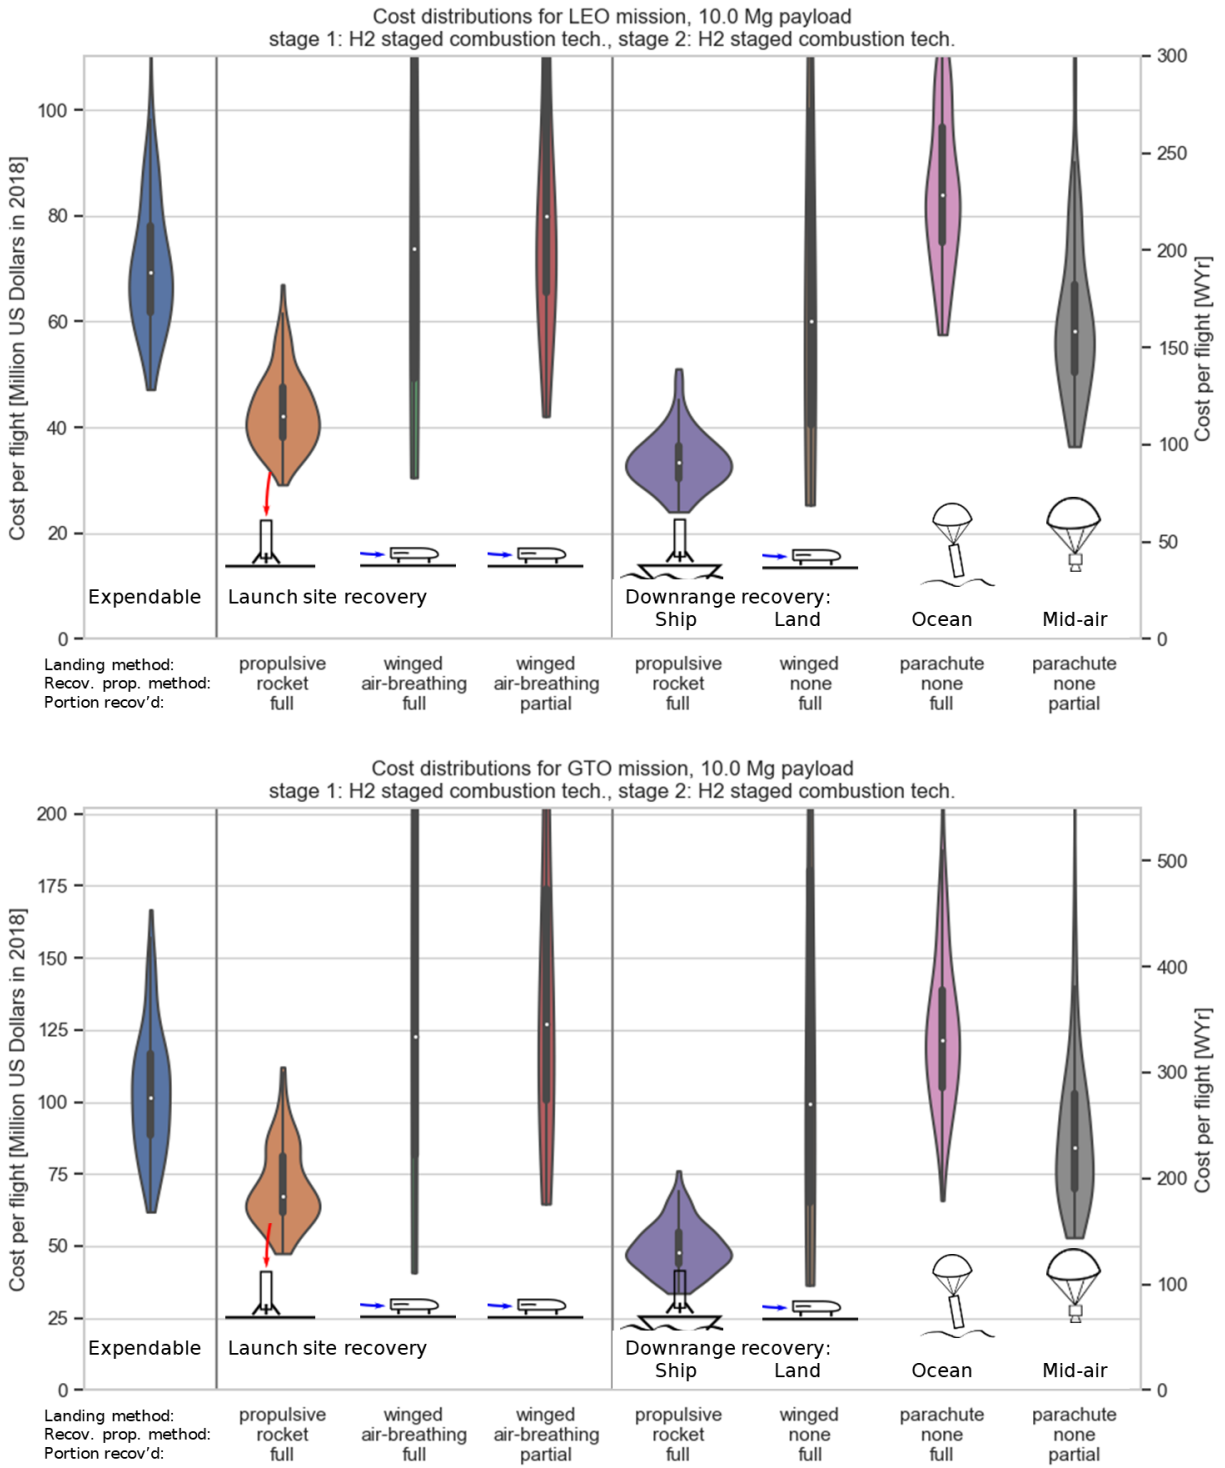 Cost distributions for LEO mission, 10.0 Mg payload
stage 1: H2 staged combustion tech., stage 2: H2 staged combustion tech.
Cost per flight [Million US Dollars in 2018]
100
80
60
40
20
0
300
250
200
150
100
50
0
Cost per flight [WYr]
Expendable
Launch site recovery
Downrange recovery:
Ship
Land
Ocean
Mid-air
Landing method:
Recov. prop. method:
Portion recov'd:
propulsive
rocket
full
winged
air-breathing
full
winged
air-breathing
partial
propulsive
rocket
full
winged
none
full
parachute
none
full
parachute
none
partial
Cost distributions for GTO mission, 10.0 Mg payload
stage 1: H2 staged combustion tech., stage 2: H2 staged combustion tech.
Cost per flight [Million US Dollars in 2018]
200
175
150
125
100
75
50
25
0
500
400
300
200
100
0
Cost per flight [WYr]
Expendable
Launch site recovery
Downrange recovery:
Ship
Land
Ocean
Mid-air
Landing method:
Recov. prop. method:
Portion recov'd:
propulsive
rocket
full
winged
air-breathing
full
winged
air-breathing
partial
propulsive
rocket
full
winged
none
full
parachute
none
full
parachute
none
partial